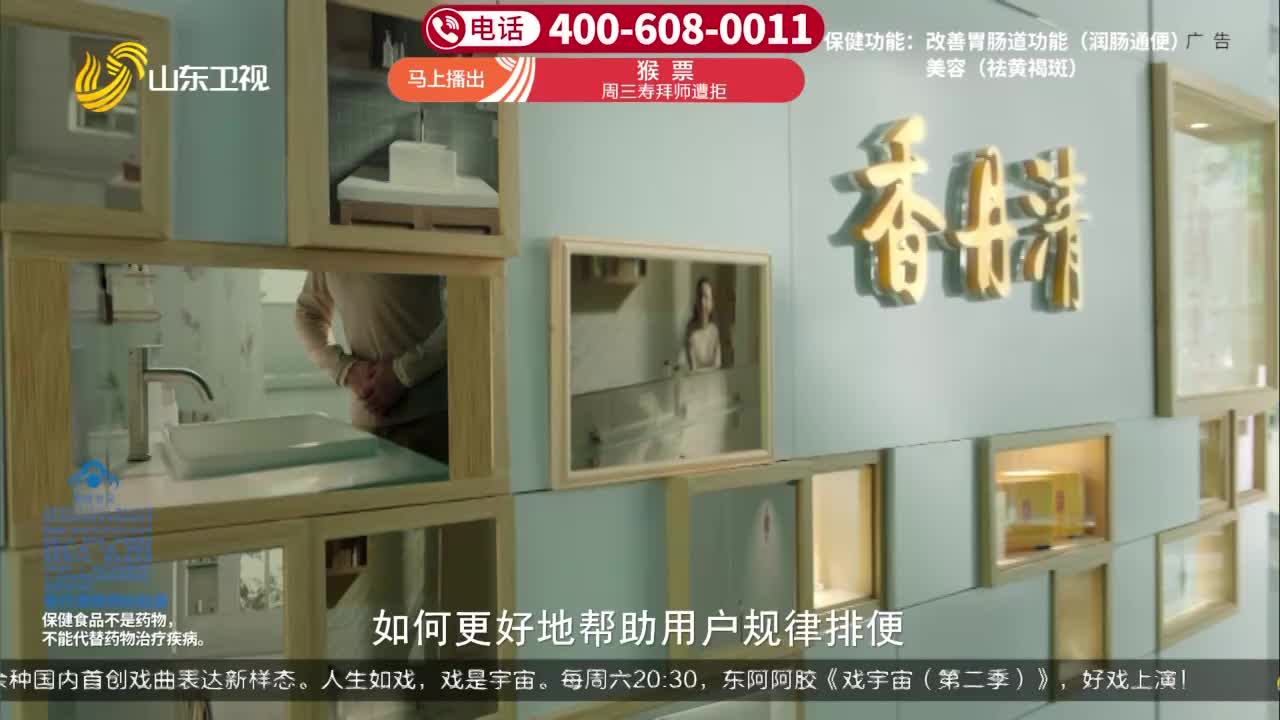 电话 400-608-0011
山东卫视
马上播出
猴票
周三寿拜师遭拒
保健功能：改善胃肠道功能（润肠通便）
美容（祛黄褐斑）
广告
香丹清
保健食品不是药物，
不能代替药物治疗疾病。
如何更好地帮助用户规律排便
种国内首创戏曲表达新样态。人生如戏，戏是宇宙。每周六20:30，东阿阿胶《戏宇宙（第二季）》，好戏上演！